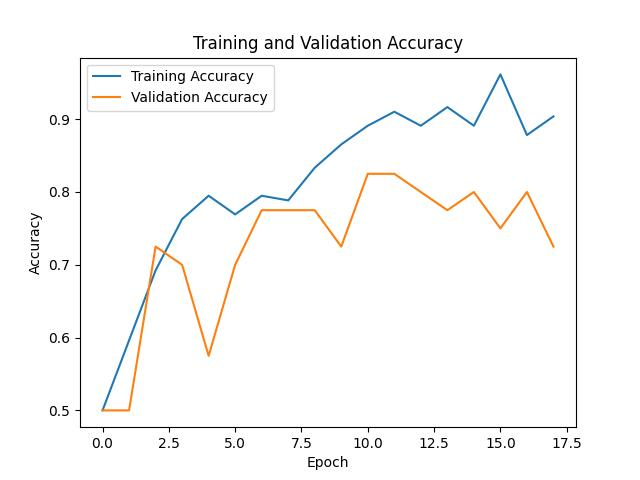 Training and Validation Accuracy
Training Accuracy
Validation Accuracy
0.9
0.8
0.7
0.6
0.5
Accuracy
0.0 2.5 5.0 7.5 10.0 12.5 15.0 17.5
Epoch